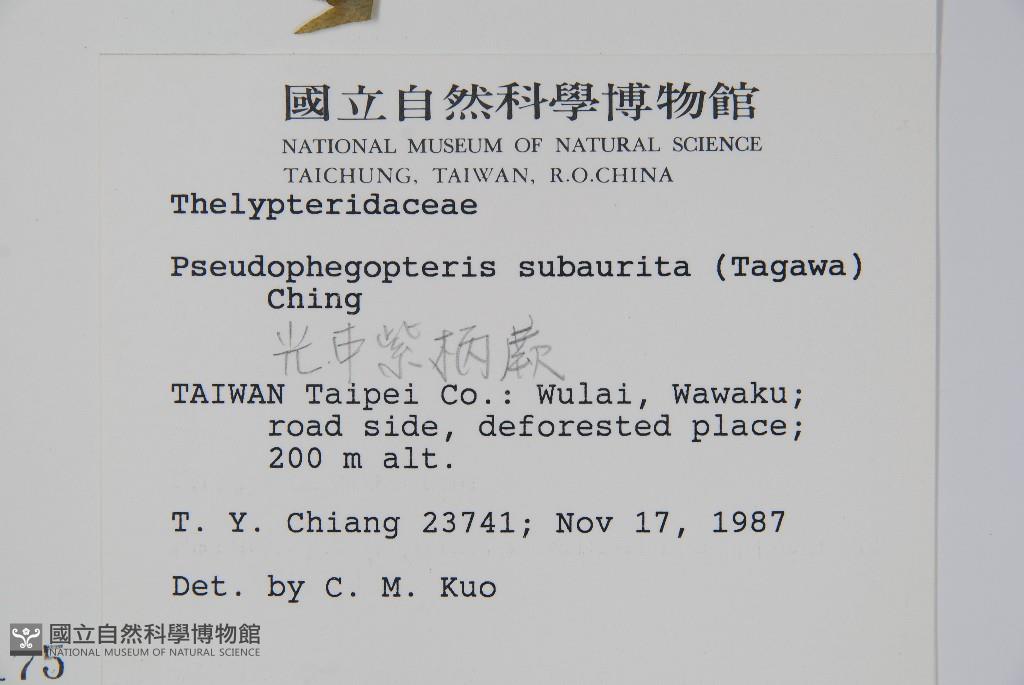 國立自然科學博物館
NATIONAL MUSEUM OF NATURAL SCIENCE
TAICHUNG, TAIWAN, R.O.CHINA
Thelypteridaceae
Pseudophegopteris subaurita (Tagawa)
Ching
光
紫柄蕨
TAIWAN Taipei Co.: Wulai, Wawaku;
road side, deforested place;
200 m alt.
T. Y. Chiang 23741; Nov 17, 1987
Det. by C. M. Kuo
國立自然科學博物館
NATIONAL MUSEUM OF NATURAL SCIENCE